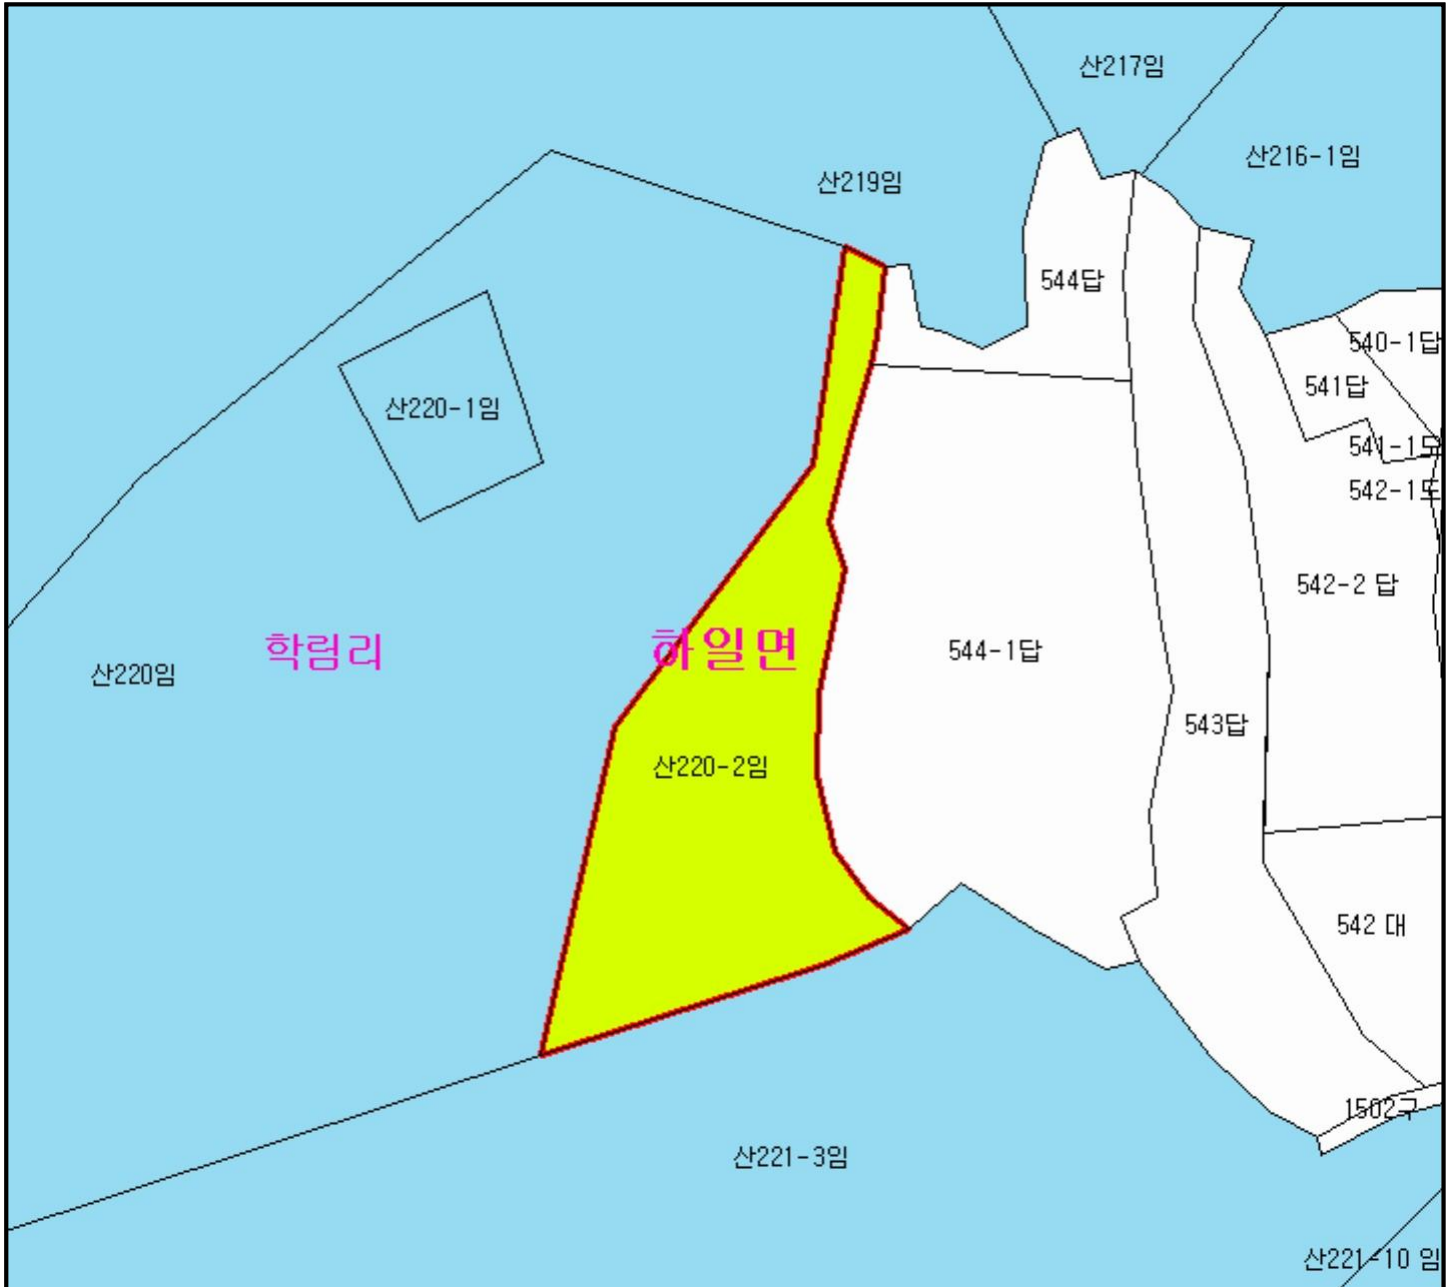 산217임
산216-1임
산219임
544답
540-1답
541답
산220-1임
541-1도
542-1도
542-2 답
학림리
하일면
544-1답
산220임
543답
산220-2임
542 대
1502구
산221-3임
산221-10 임